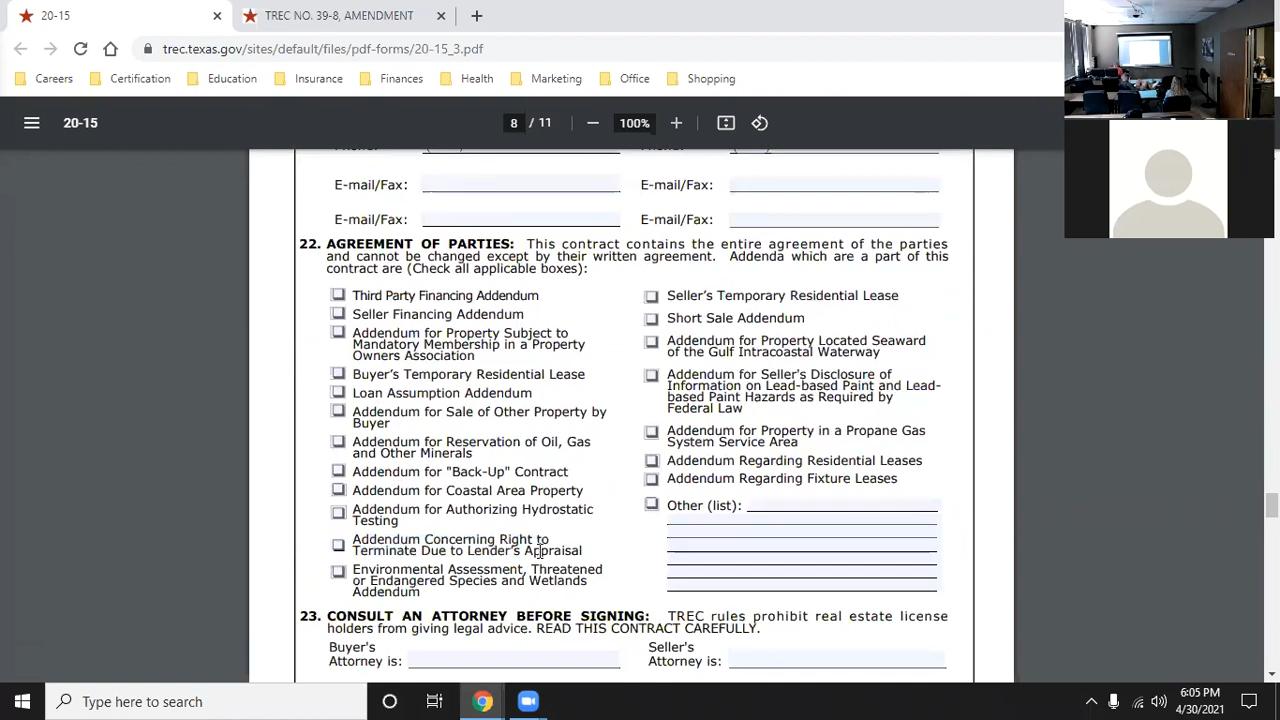 20-15
TREC NO. 39-8, AMENDMENT
trec.texas.gov/sites/default/files/pdf-forms/20-15_3.pdf
Careers
Certification
Education
Insurance
Finances
Health
Marketing
Office
Shopping
20-15
8 / 11
100%
E-mail/Fax:
E-mail/Fax:
E-mail/Fax:
E-mail/Fax:
22. AGREEMENT OF PARTIES: This contract contains the entire agreement of the parties
and cannot be changed except by their written agreement. Addenda which are a part of this
contract are (Check all applicable boxes):
Third Party Financing Addendum
Seller Financing Addendum
Addendum for Property Subject to
Mandatory Membership in a Property
Owners Association
Buyer's Temporary Residential Lease
Loan Assumption Addendum
Addendum for Sale of Other Property by
Buyer
Addendum for Reservation of Oil, Gas
and Other Minerals
Addendum for "Back-Up" Contract
Addendum for Coastal Area Property
Addendum for Authorizing Hydrostatic
Testing
Addendum Concerning Right to
Terminate Due to Lender's Appraisal
Environmental Assessment, Threatened
or Endangered Species and Wetlands
Addendum
Seller's Temporary Residential Lease
Short Sale Addendum
Addendum for Property Located Seaward
of the Gulf Intracoastal Waterway
Addendum for Seller's Disclosure of
Information on Lead-based Paint and Lead-
based Paint Hazards as Required by
Federal Law
Addendum for Property in a Propane Gas
System Service Area
Addendum Regarding Residential Leases
Addendum Regarding Fixture Leases
Other (list):
23. CONSULT AN ATTORNEY BEFORE SIGNING: TREC rules prohibit real estate license
holders from giving legal advice. READ THIS CONTRACT CAREFULLY.
Buyer's
Attorney is:
Seller's
Attorney is:
Type here to search
6:05 PM
4/30/2021